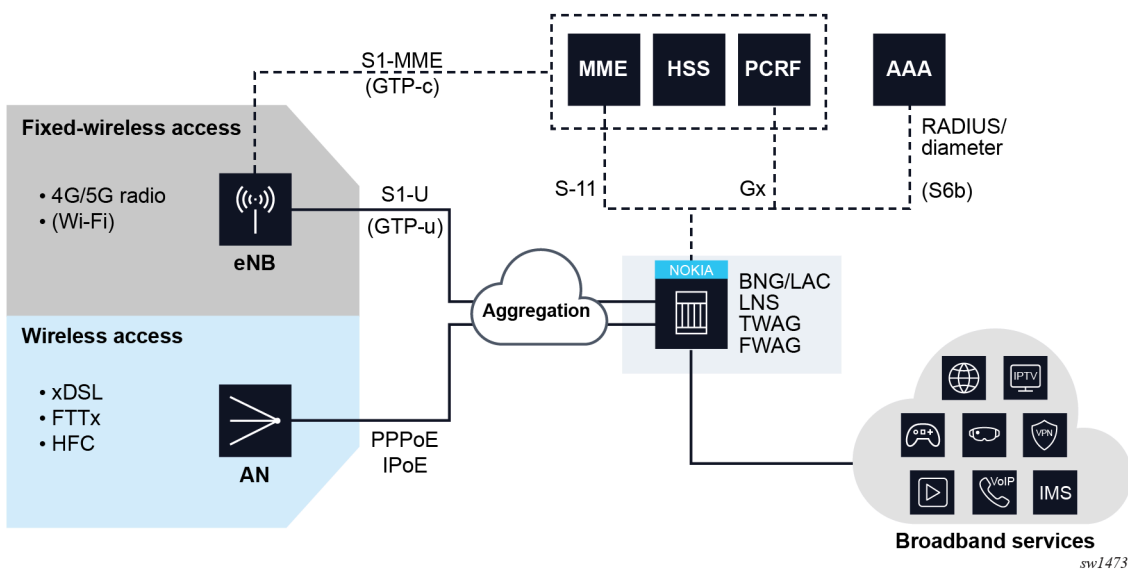 S1-MME
(GTP-c)
MME
HSS
PCRF
AAA
RADIUS/
diameter
(S6b)
S-11
Gx
Fixed-wireless access
• 4G/5G radio
• (Wi-Fi)
eNB
S1-U
(GTP-u)
Aggregation
NOKIA
BNG/LAC
LNS
TWAG
FWAG
Wireless access
• xDSL
• FTTx
• HFC
AN
PPPoE
IPoE
IPTV
VPN
VoIP
IMS
Broadband services
sw1473